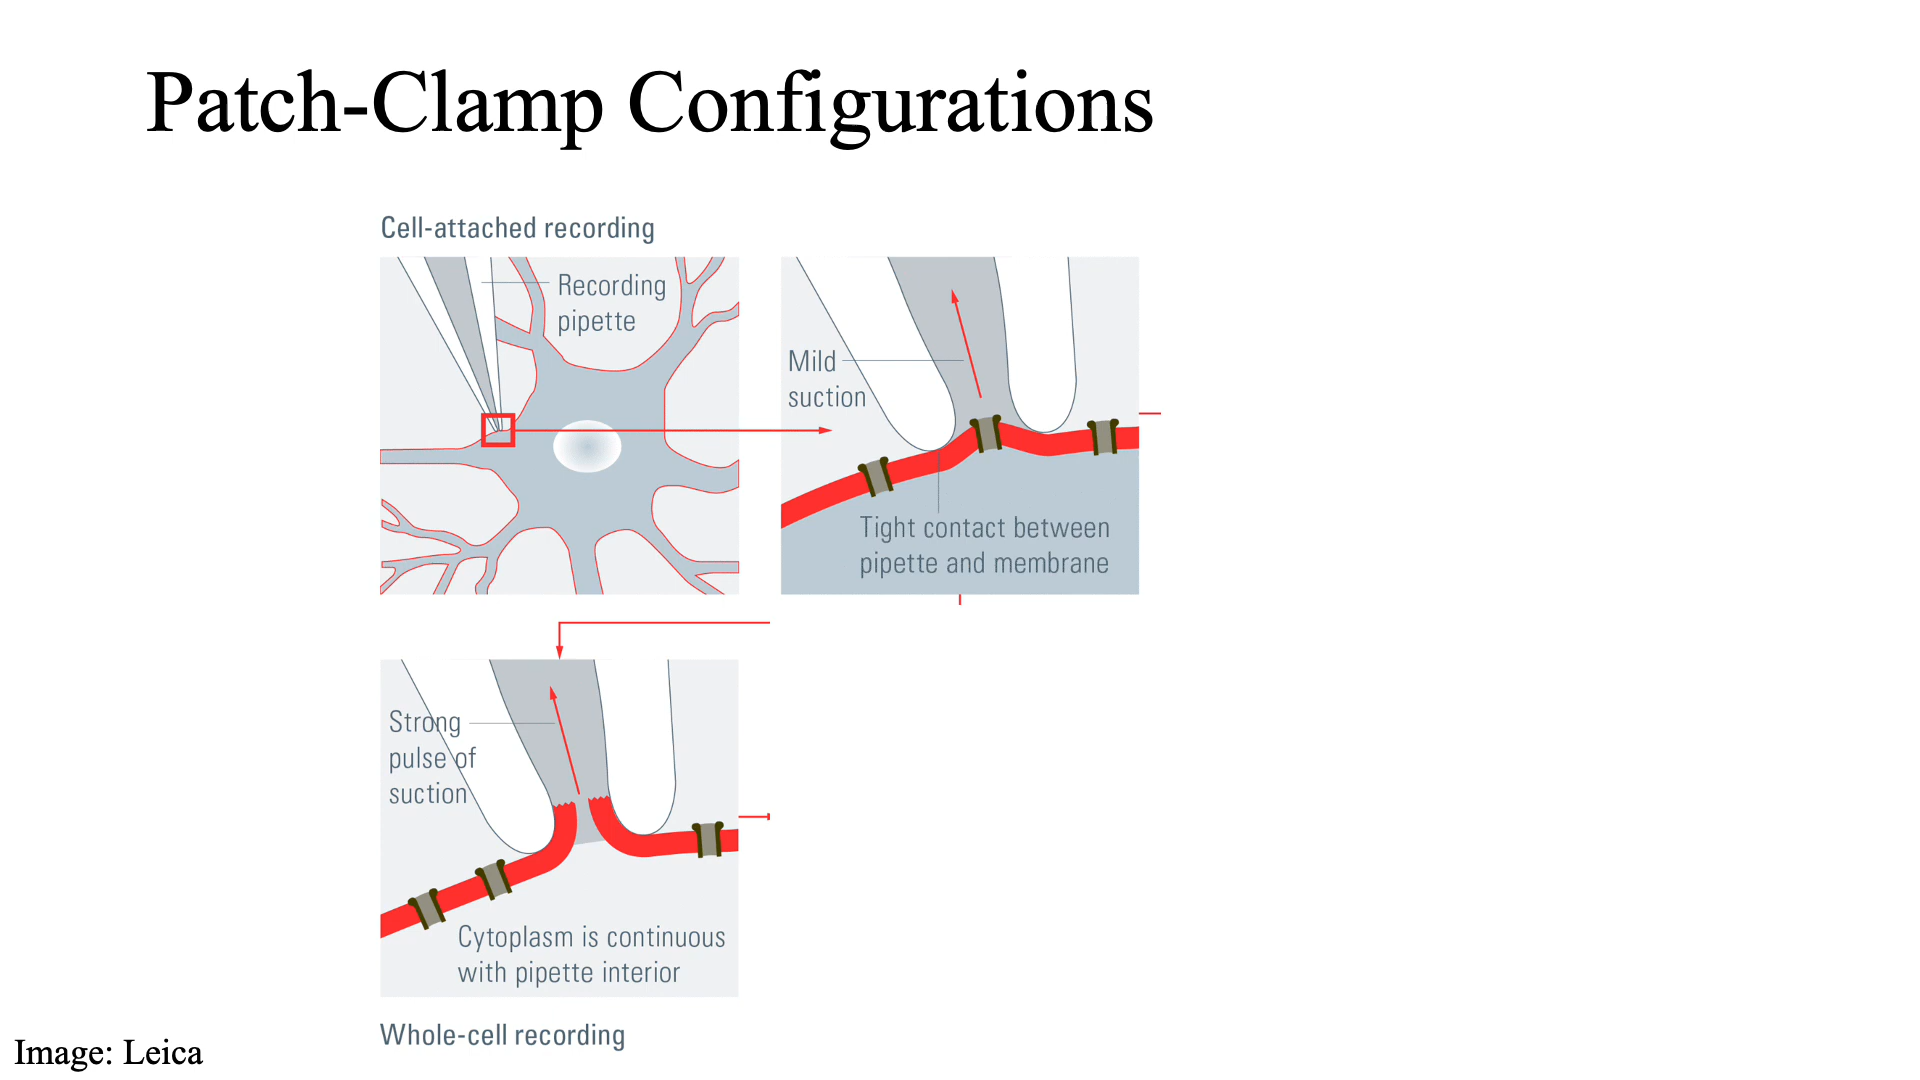 Patch-Clamp Configurations
Cell-attached recording
Recording
pipette
Mild
suction
Tight contact between
pipette and membrane
Strong
pulse of
suction
Cytoplasm is continuous
with pipette interior
Whole-cell recording
Image: Leica